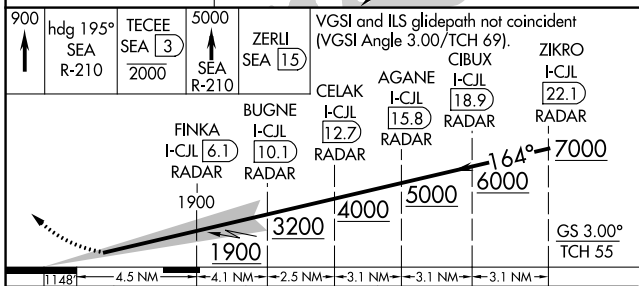 900
hdg 195°
SEA
R-210
TECEE
SEA 3
2000
5000
SEA
R-210
ZERLI
SEA 15
VGSI and ILS glidepath not coincident
(VGSI Angle 3.00/TCH 69).
FINKA
I-CJL 6.1
RADAR
BUGNE
I-CJL
10.1
RADAR
CELAK
I-CJL
12.7
RADAR
AGANE
I-CJL
15.8
RADAR
CIBUX
I-CJL
18.9
RADAR
ZIKRO
I-CJL
22.1
RADAR
1900
1900
3200
4000
5000
6000
164°
7000
GS 3.00°
TCH 55
1148'
4.5 NM
4.1 NM
2.5 NM
3.1 NM
3.1 NM
3.1 NM